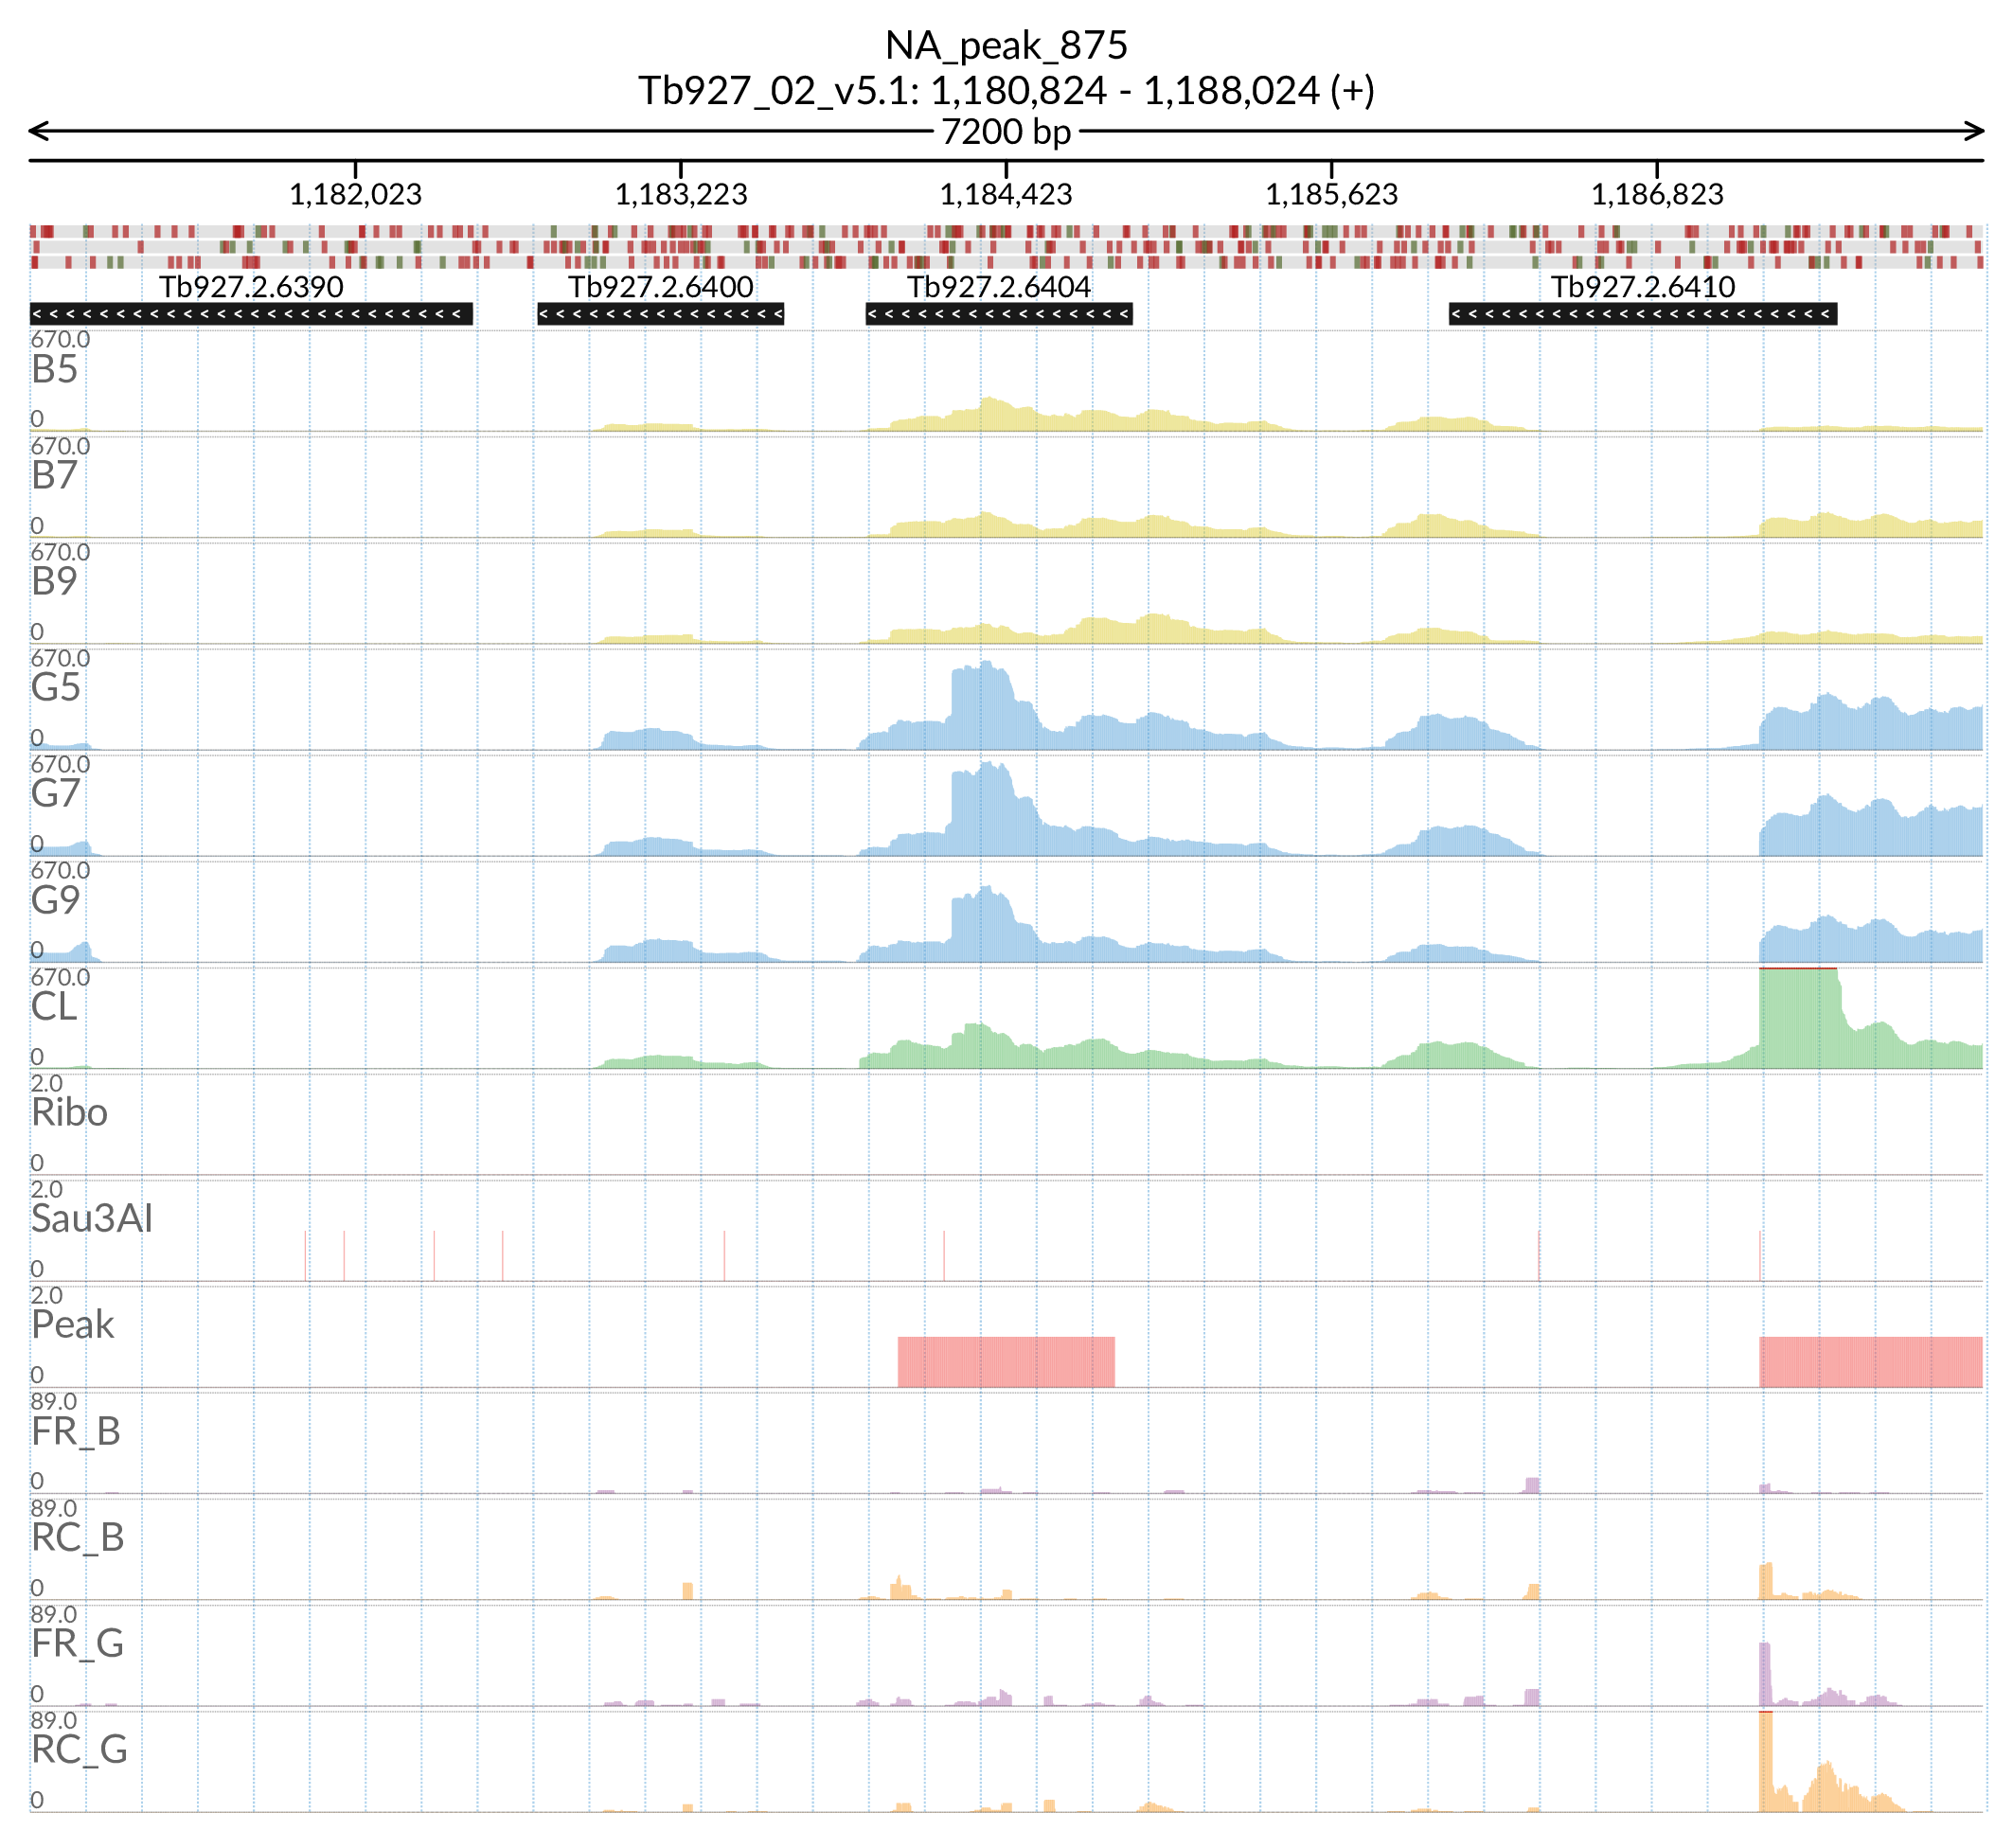 NA_peak_875
Tb927_02_v5.1: 1,180,824 - 1,188,024 (+)
7200 bp
1,182,023 1,183,223 1,184,423 1,185,623 1,186,823
Tb927.2.6390 Tb927.2.6400 Tb927.2.6404 Tb927.2.6410
670.0
B5
0
670.0
B7
0
670.0
B9
0
670.0
G5
0
670.0
G7
0
670.0
G9
0
670.0
CL
0
2.0
Ribo
0
2.0
Sau3AI
0
2.0
Peak
0
89.0
FR_B
0
89.0
RC_B
0
89.0
FR_G
0
89.0
RC_G
0